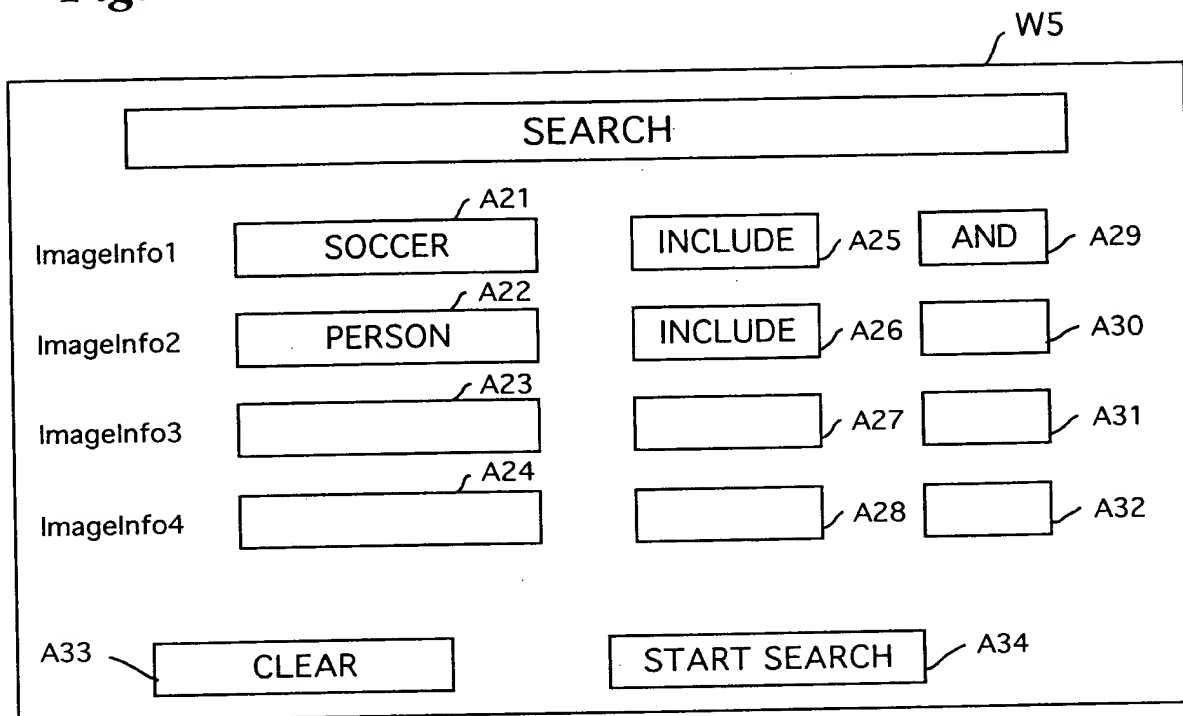 W5
SEARCH
A21
ImageInfo1 SOCCER INCLUDE A25 AND A29
A22
ImageInfo2 PERSON INCLUDE A26 A30
A23
ImageInfo3 A27 A31
A24
ImageInfo4 A28 A32
A33 CLEAR START SEARCH A34